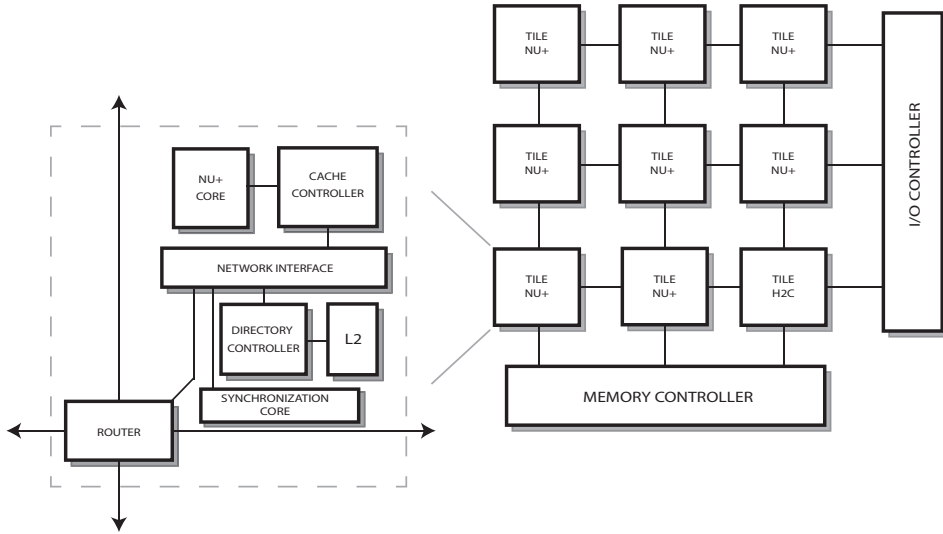 NU+
CORE
CACHE
CONTROLLER
NETWORK INTERFACE
DIRECTORY
CONTROLLER
L2
SYNCHRONIZATION
CORE
ROUTER
TILE
NU+
TILE
NU+
TILE
NU+
TILE
NU+
TILE
NU+
TILE
NU+
TILE
NU+
TILE
NU+
TILE
H2C
I/O CONTROLLER
MEMORY CONTROLLER